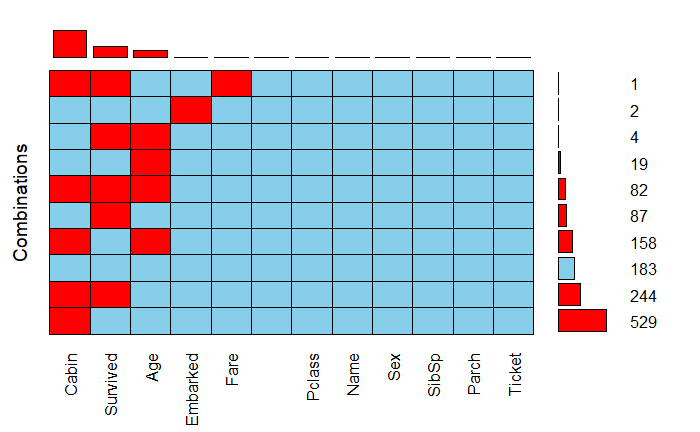 1
2
4
19
82
87
158
183
244
529
Combinations
Cabin
Survived
Age
Embarked
Fare
Pclass
Name
Sex
SibSp
Parch
Ticket